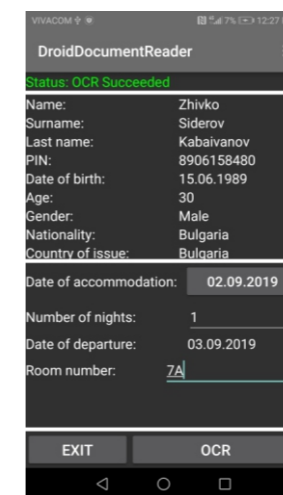 VIVACOM 7% 12:27
DroidDocumentReader
Status: OCR Succeeded
Name: Zhivko
Surname: Siderov
Last name: Kabaivanov
PIN: 8906158480
Date of birth: 15.06.1989
Age: 30
Gender: Male
Nationality: Bulgaria
Country of issue: Bulgaria
Date of accommodation: 02.09.2019
Number of nights: 1
Date of departure: 03.09.2019
Room number: 7A
EXIT OCR